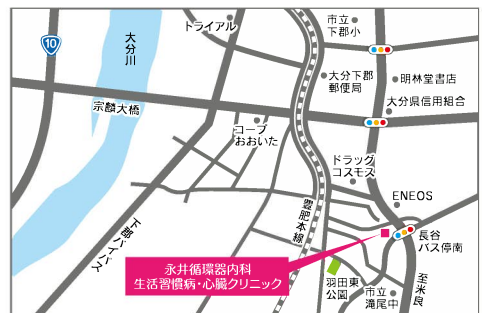 トライアル
市立
下郡小
10
大分川
大分下郡
郵便局
明林堂書店
宗麟大橋
大分県信用組合
コープ
おおいた
ドラッグ
コスモス
ENEOS
豊肥本線
下郡バイパス
長谷
バス停南
永井循環器内科
生活習慣病・心臓クリニック
羽田東
公園
市立
滝尾中
至米良